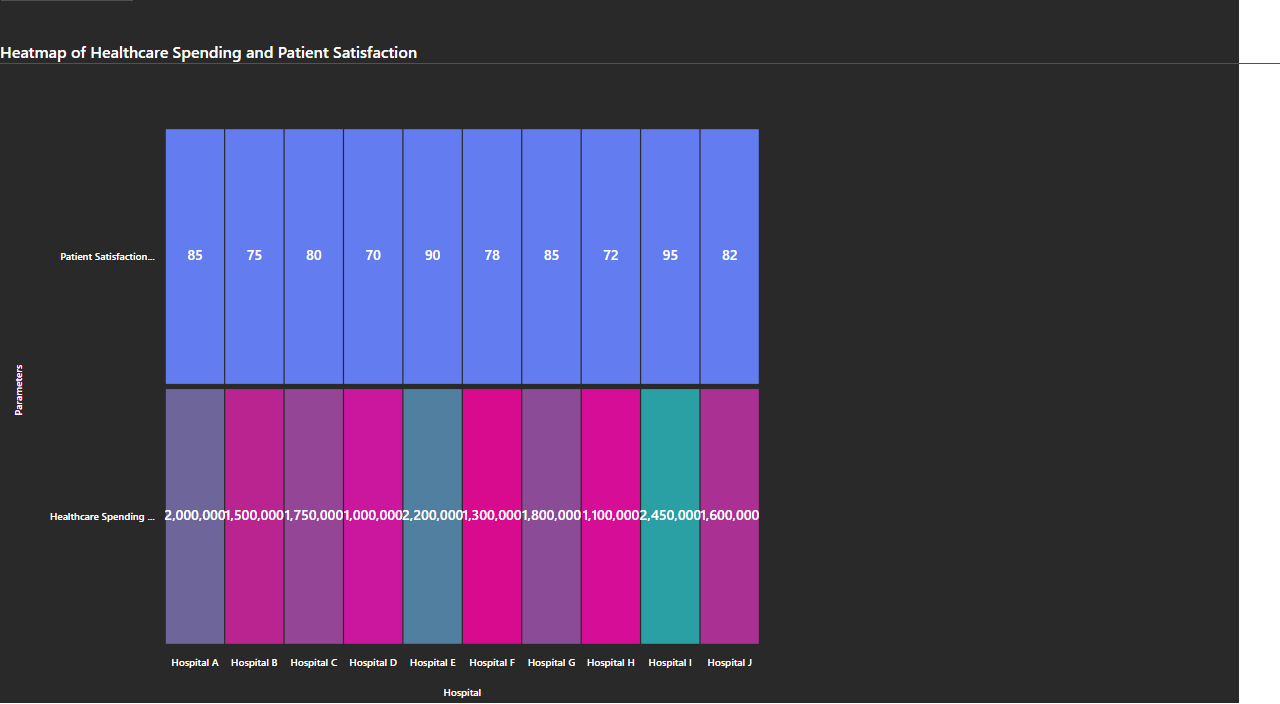 Heatmap of Healthcare Spending and Patient Satisfaction
Patient Satisfaction...
85 75 80 70 90 78 85 72 95 82
Parameters
Healthcare Spending ...
2,000,000 1,500,000 1,750,000 1,000,000 2,200,000 1,300,000 1,800,000 1,100,000 2,450,000 1,600,000
Hospital A Hospital B Hospital C Hospital D Hospital E Hospital F Hospital G Hospital H Hospital I Hospital J
Hospital